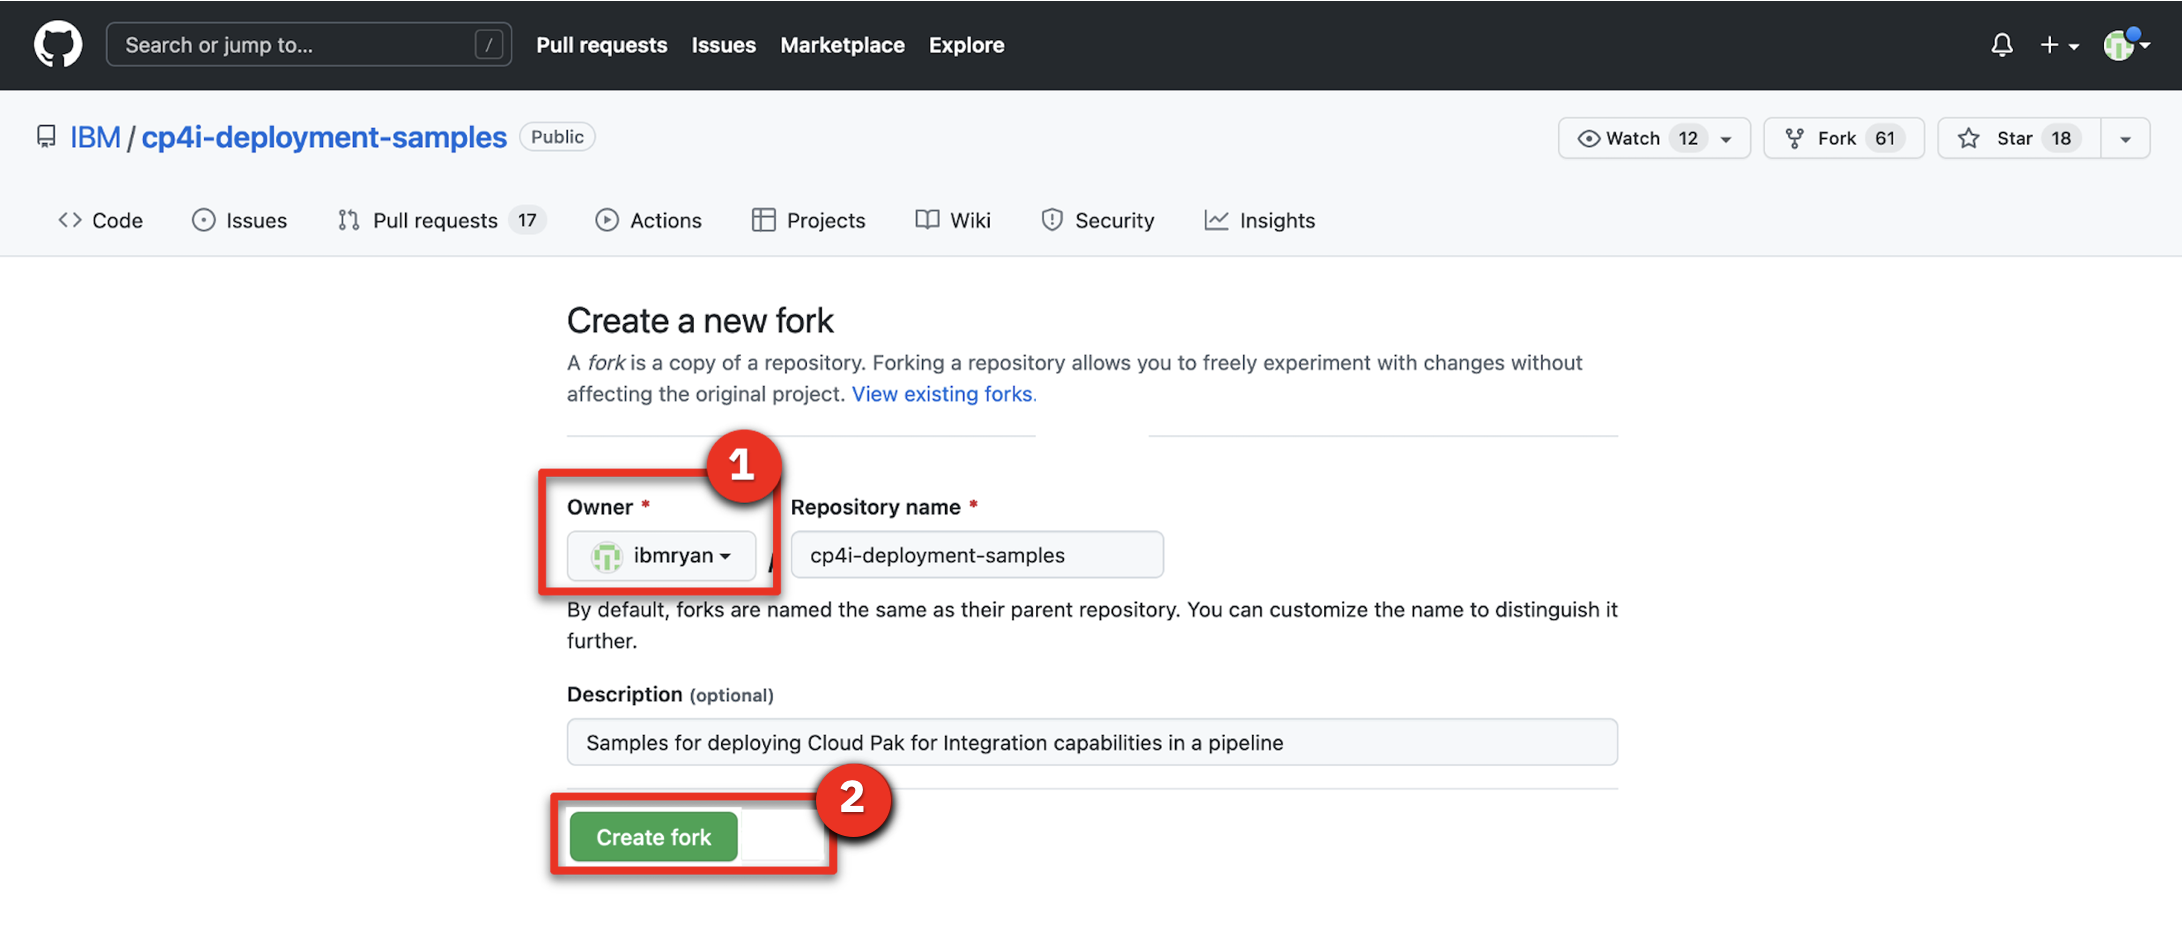 Search or jump to... / Pull requests Issues Marketplace Explore
IBM / cp4i-deployment-samples Public Watch 12 Fork 61 Star 18
Code Issues Pull requests 17 Actions Projects Wiki Security Insights
Create a new fork
A fork is a copy of a repository. Forking a repository allows you to freely experiment with changes without
affecting the original project. View existing forks.
1
Owner * Repository name *
ibmryan / cp4i-deployment-samples
By default, forks are named the same as their parent repository. You can customize the name to distinguish it
further.
Description (optional)
Samples for deploying Cloud Pak for Integration capabilities in a pipeline
2
Create fork